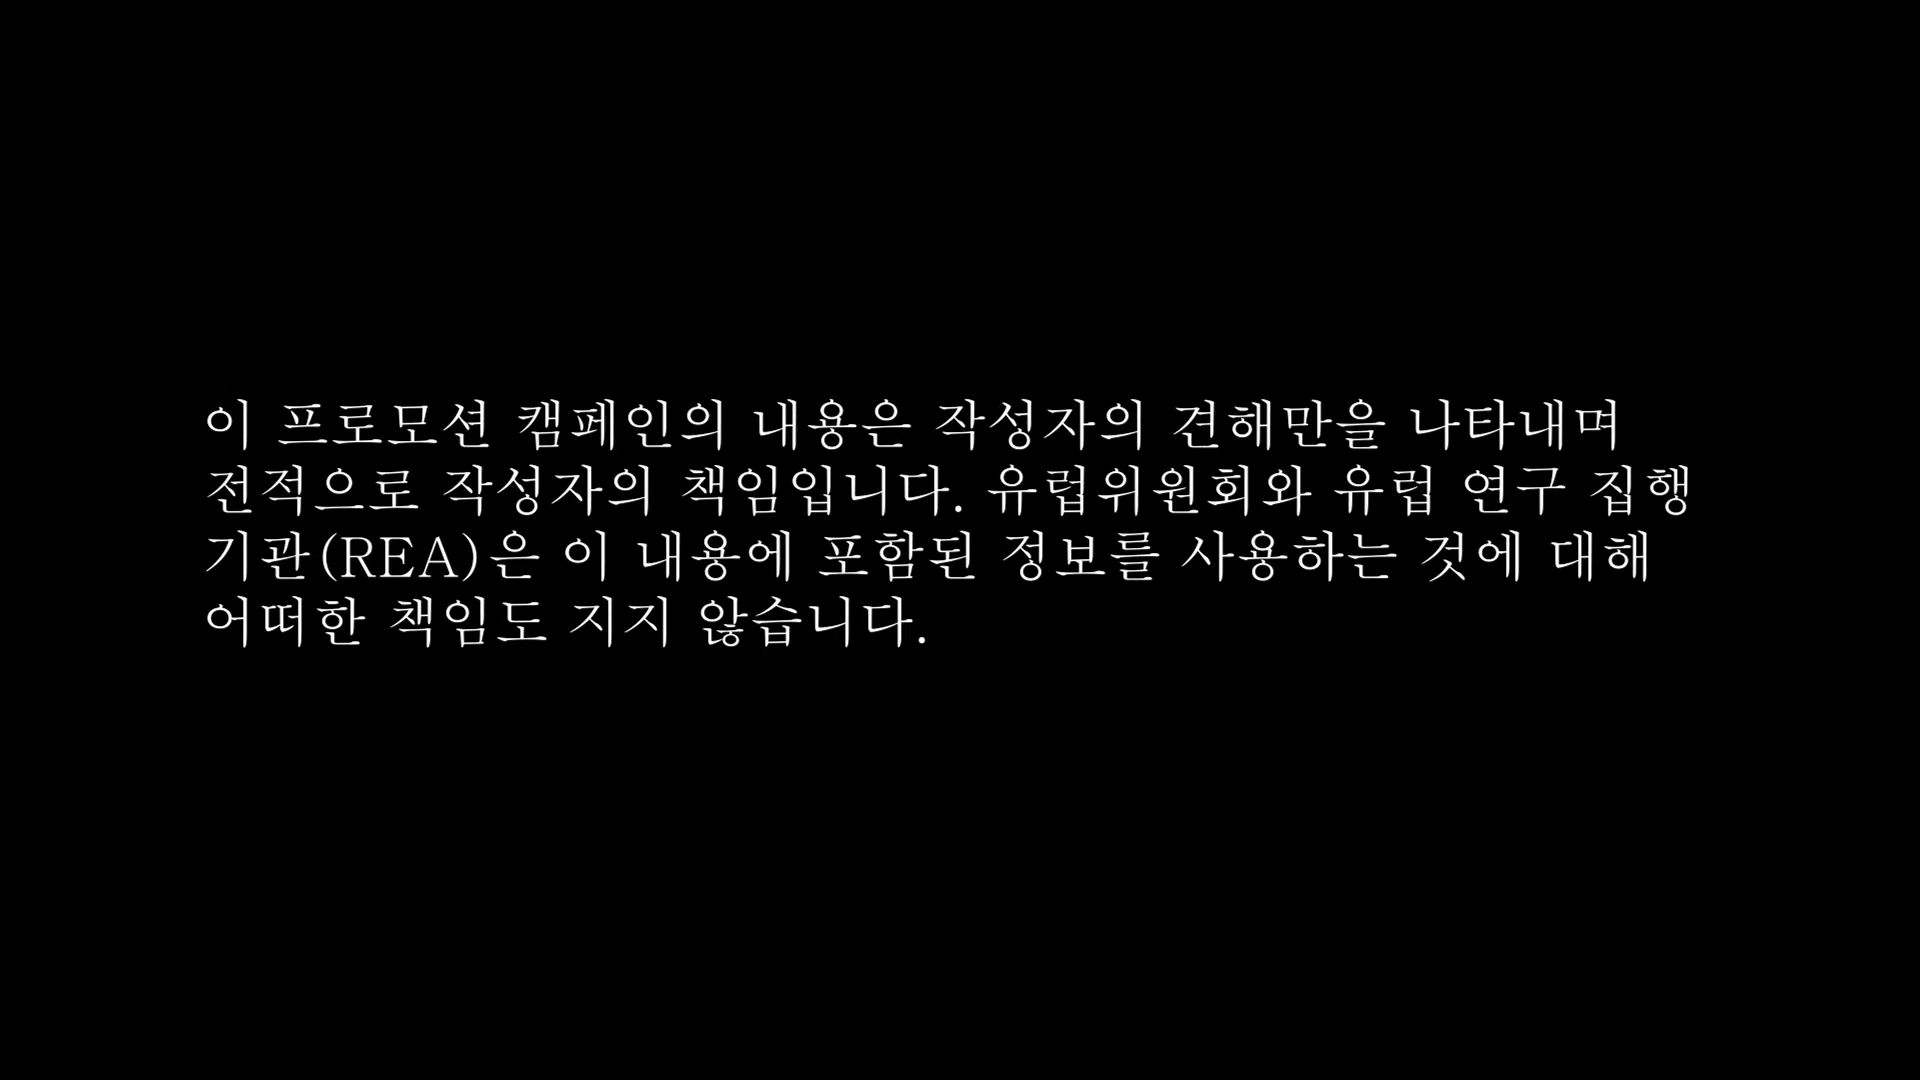 이 프로모션 캠페인의 내용은 작성자의 견해만을 나타내며
전적으로 작성자의 책임입니다. 유럽위원회와 유럽 연구 집행
기관(REA)은 이 내용에 포함된 정보를 사용하는 것에 대해
어떠한 책임도 지지 않습니다.